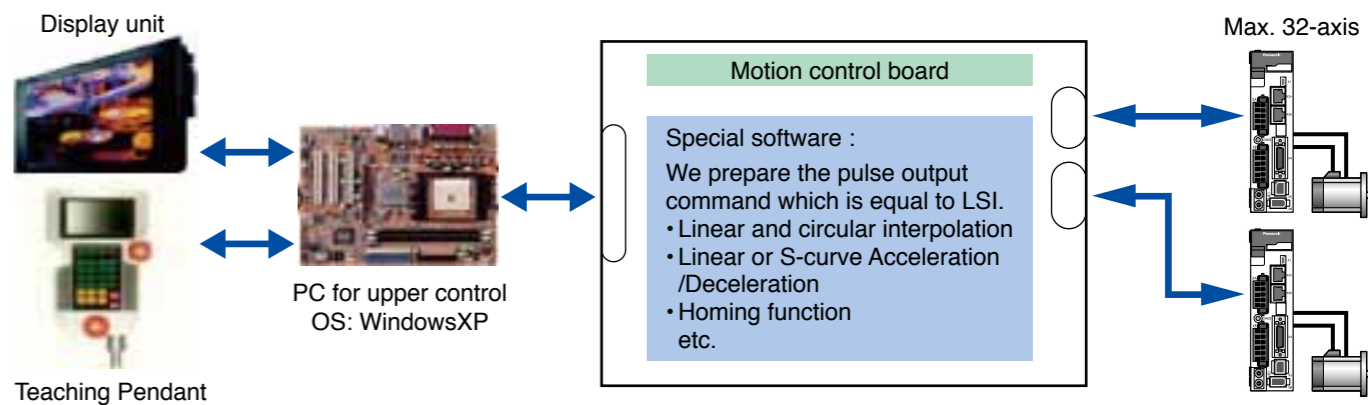 Display unit
Teaching Pendant
PC for upper control
OS: WindowsXP
Motion control board
Special software :
We prepare the pulse output
command which is equal to LSI.
・Linear and circular interpolation
・Linear or S-curve Acceleration
/Deceleration
・Homing function
etc.
Max. 32-axis
Panasonic
Panasonic